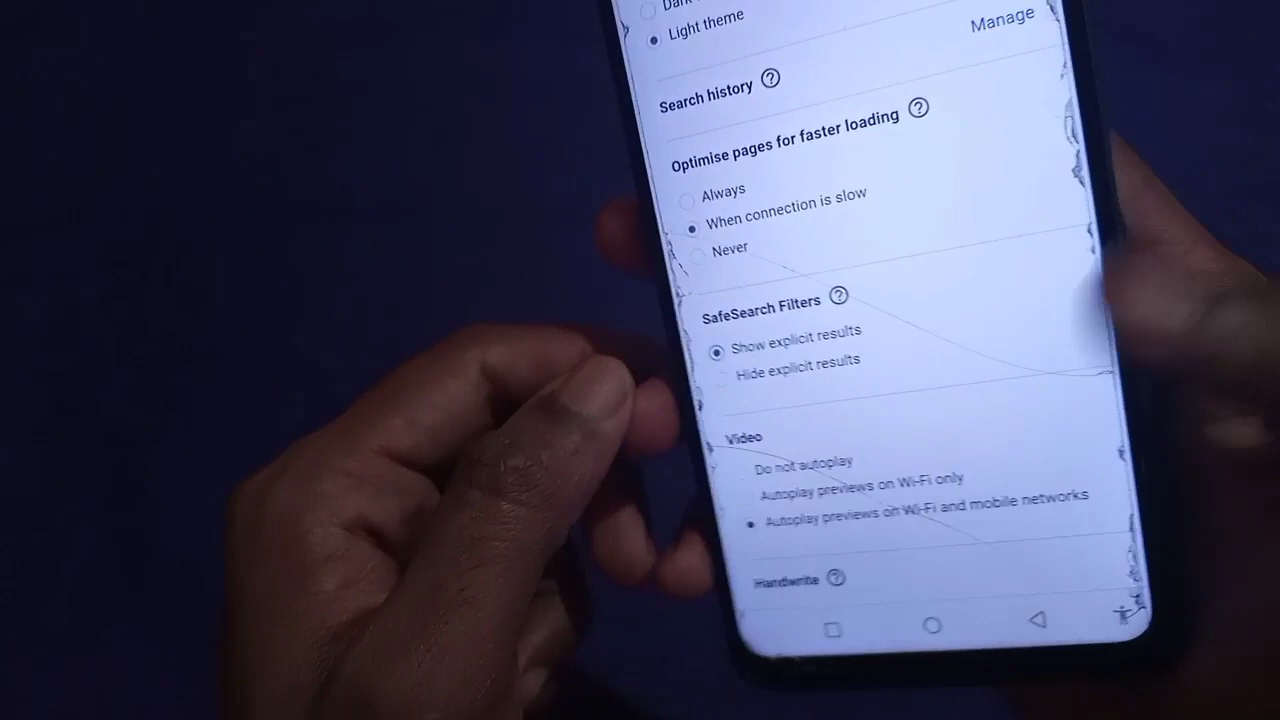 Light theme
Manage
Search history
Optimise pages for faster loading
Always
When connection is slow
Never
SafeSearch Filters
Show explicit results
Hide explicit results
Video
Do not autoplay
Autoplay previews on Wi-Fi only
Autoplay previews on Wi-Fi and mobile networks
Handwrite